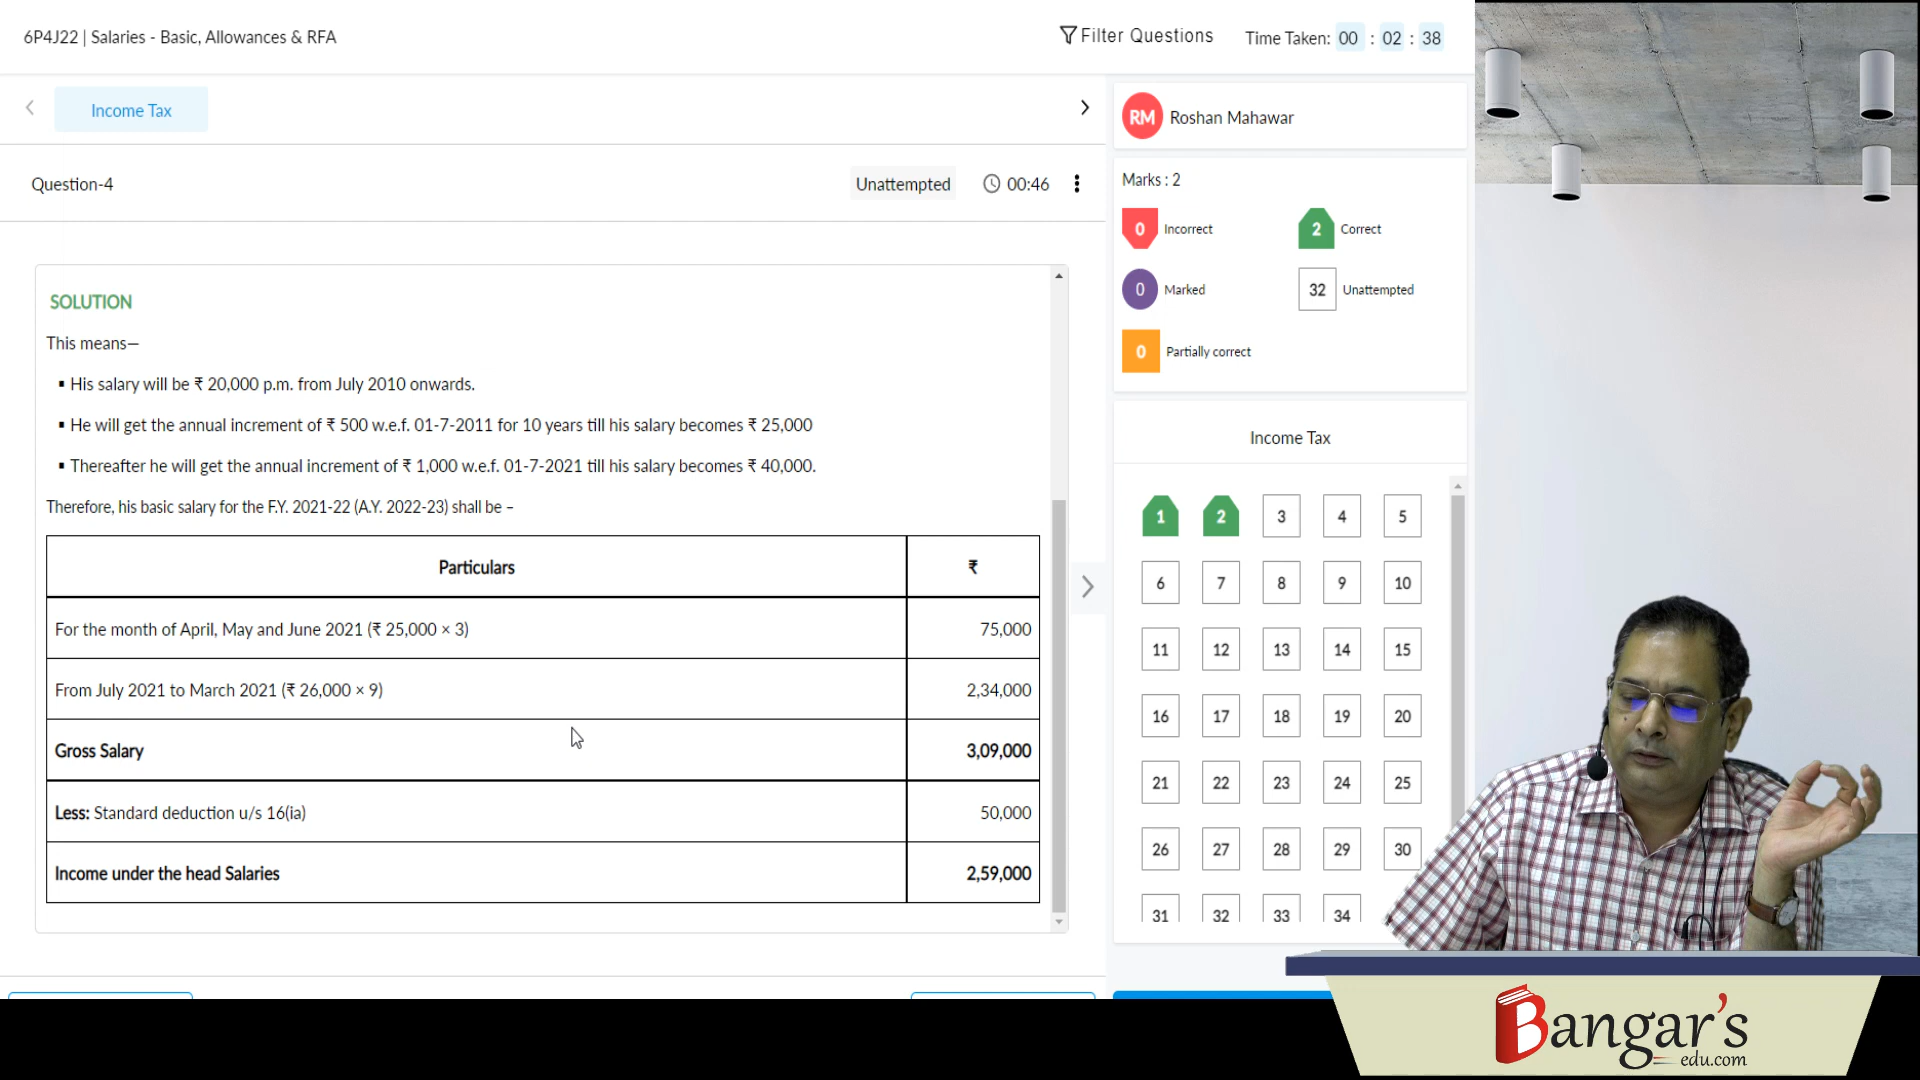 6P4J22 | Salaries - Basic, Allowances & RFA
Filter Questions
Time Taken: 00 : 02 : 38
Income Tax
Question-4
Unattempted
00:46
SOLUTION
This means—
▪ His salary will be ₹ 20,000 p.m. from July 2010 onwards.
▪ He will get the annual increment of ₹ 500 w.e.f. 01-7-2011 for 10 years till his salary becomes ₹ 25,000
▪ Thereafter he will get the annual increment of ₹ 1,000 w.e.f. 01-7-2021 till his salary becomes ₹ 40,000.
Therefore, his basic salary for the F.Y. 2021-22 (A.Y. 2022-23) shall be –
Particulars ₹
For the month of April, May and June 2021 (₹ 25,000 × 3) 75,000
From July 2021 to March 2021 (₹ 26,000 × 9) 2,34,000
Gross Salary 3,09,000
Less: Standard deduction u/s 16(ia) 50,000
Income under the head Salaries 2,59,000
RM Roshan Mahawar
Marks : 2
0 Incorrect 2 Correct
0 Marked 32 Unattempted
0 Partially correct
Income Tax
1 2 3 4 5
6 7 8 9 10
11 12 13 14 15
16 17 18 19 20
21 22 23 24 25
26 27 28 29 30
31 32 33 34
Bangar's
edu.com